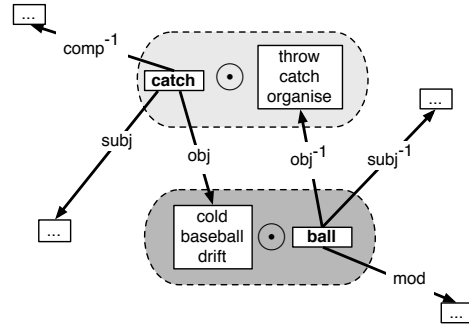 ...
comp-1
throw
catch
organise
catch
...
subj
obj
obj-1
subj-1
...
cold
baseball
drift
ball
mod
...